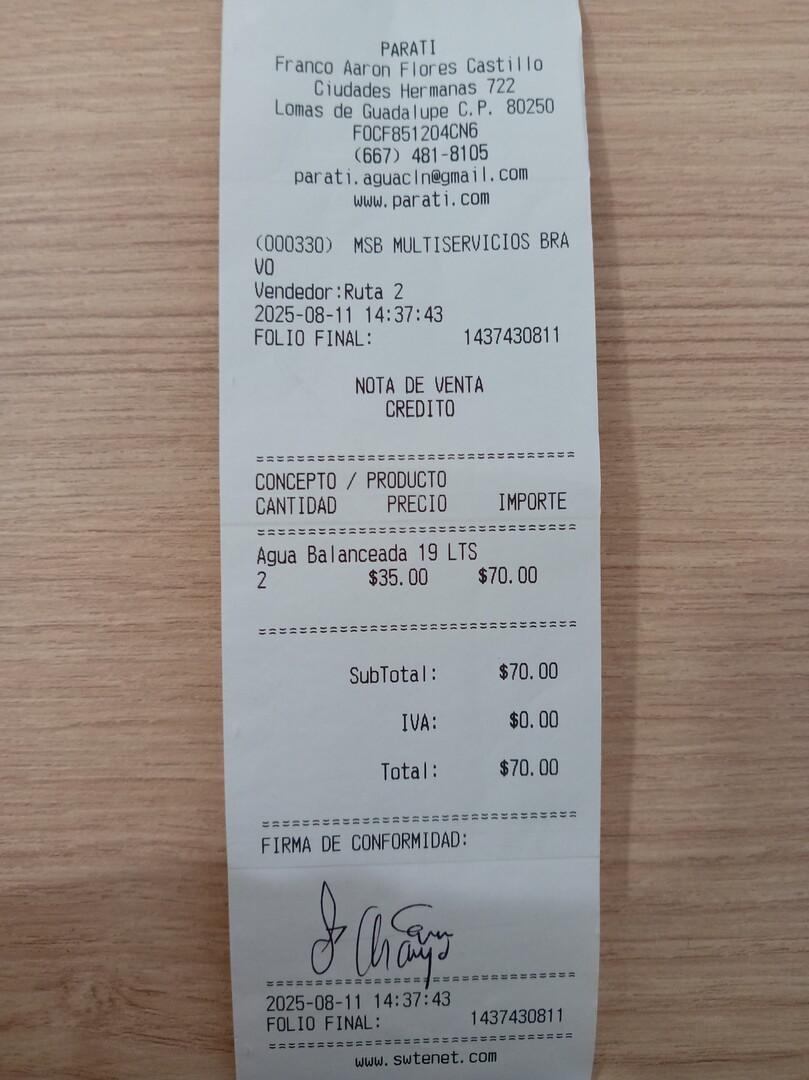 PARATI
Franco Aaron Flores Castillo
Ciudades Hermanas 722
Lomas de Guadalupe C.P. 80250
FOCF851204CN6
(667) 481-8105
parati.aguacln@gmail.com
www.parati.com
(000330) MSB MULTISERVICIOS BRA
VO
Vendedor:Ruta 2
2025-08-11 14:37:43
FOLIO FINAL: 1437430811
NOTA DE VENTA
CREDITO
===============================
CONCEPTO / PRODUCTO
CANTIDAD PRECIO IMPORTE
===============================
Agua Balanceada 19 LTS
2 $35.00 $70.00
===============================
SubTotal: $70.00
IVA: $0.00
Total: $70.00
===============================
FIRMA DE CONFORMIDAD:
===============================
2025-08-11 14:37:43
FOLIO FINAL: 1437430811
===============================
www.swtenet.com